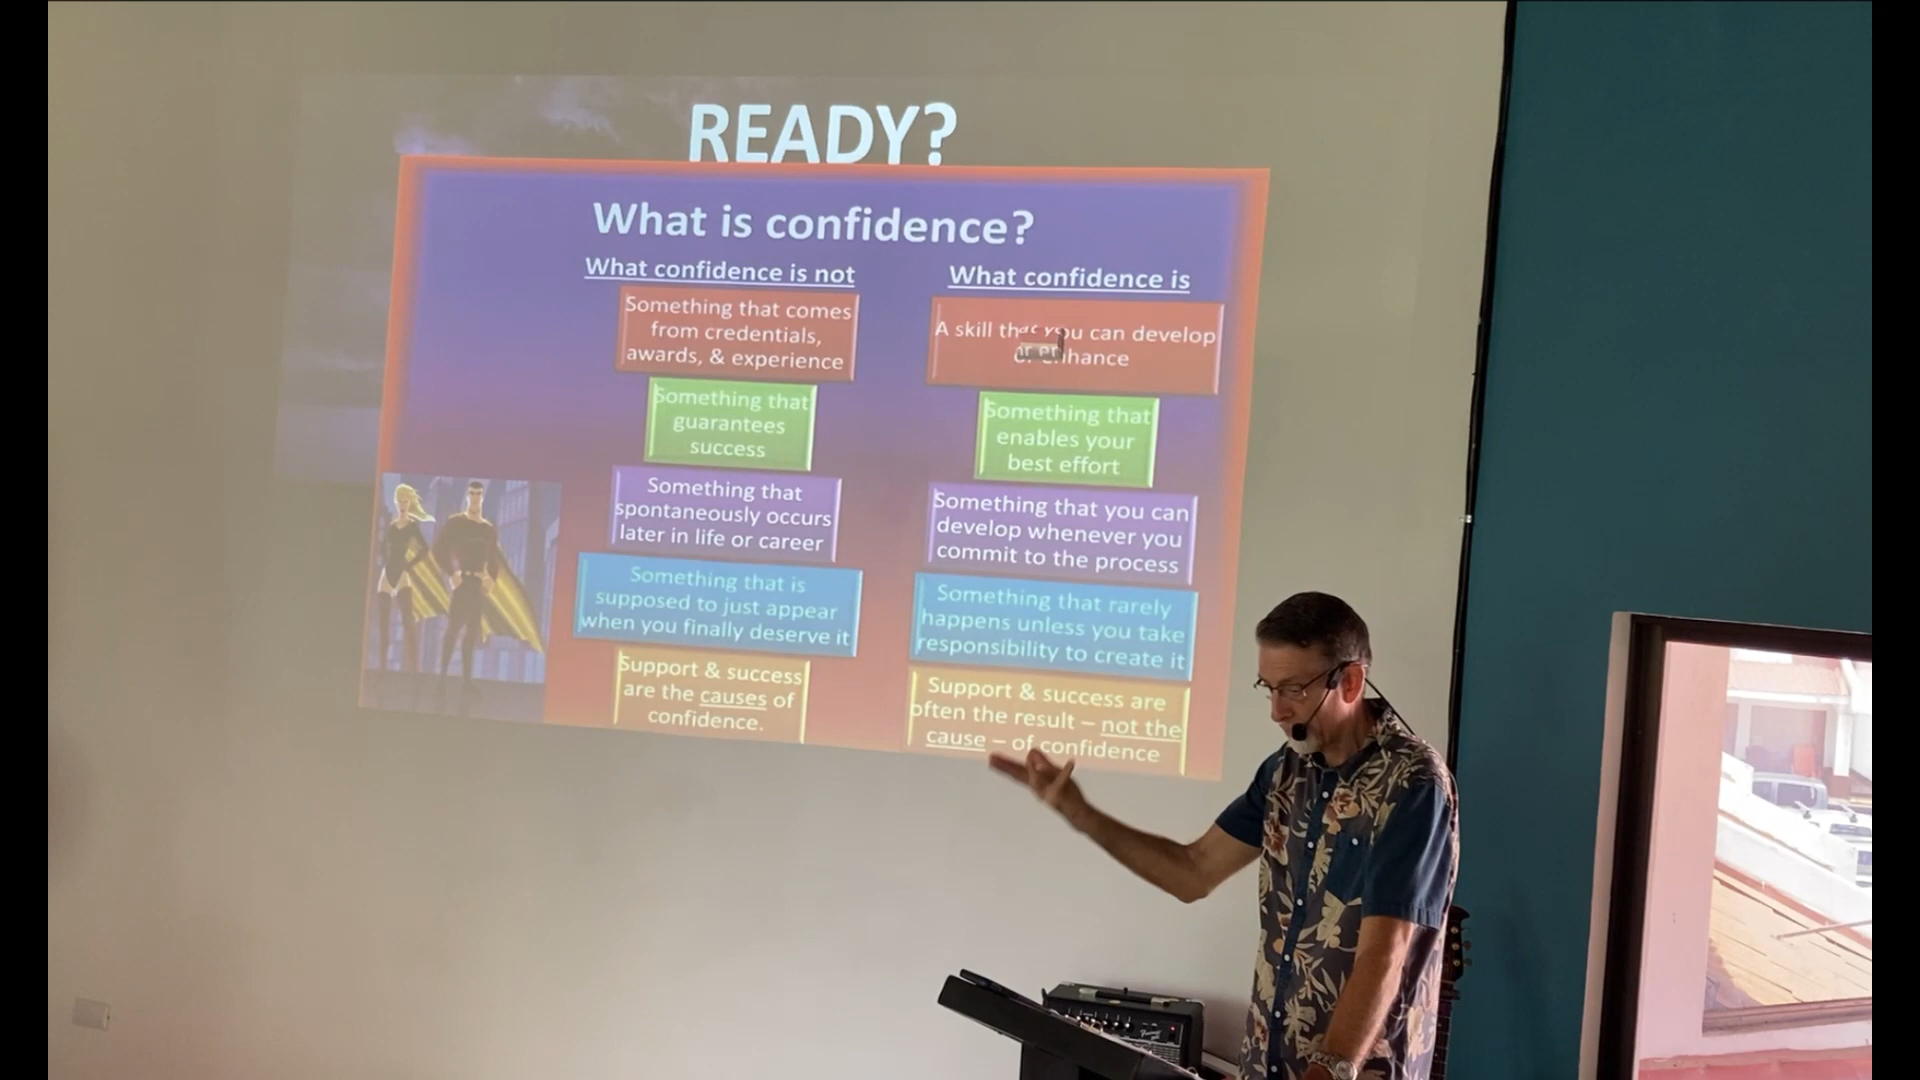 READY?
What is confidence?
What confidence is not
Something that comes
from credentials,
awards, & experience
Something that
guarantees
success
Something that
spontaneously occurs
later in life or career
Something that is
supposed to just appear
when you finally deserve it
Support & success
are the causes of
confidence.
What confidence is
A skill that you can develop
or enhance
Something that
enables your
best effort
Something that you can
develop whenever you
commit to the process
Something that rarely
happens unless you take
responsibility to create it
Support & success are
often the result – not the
cause – of confidence
Fender